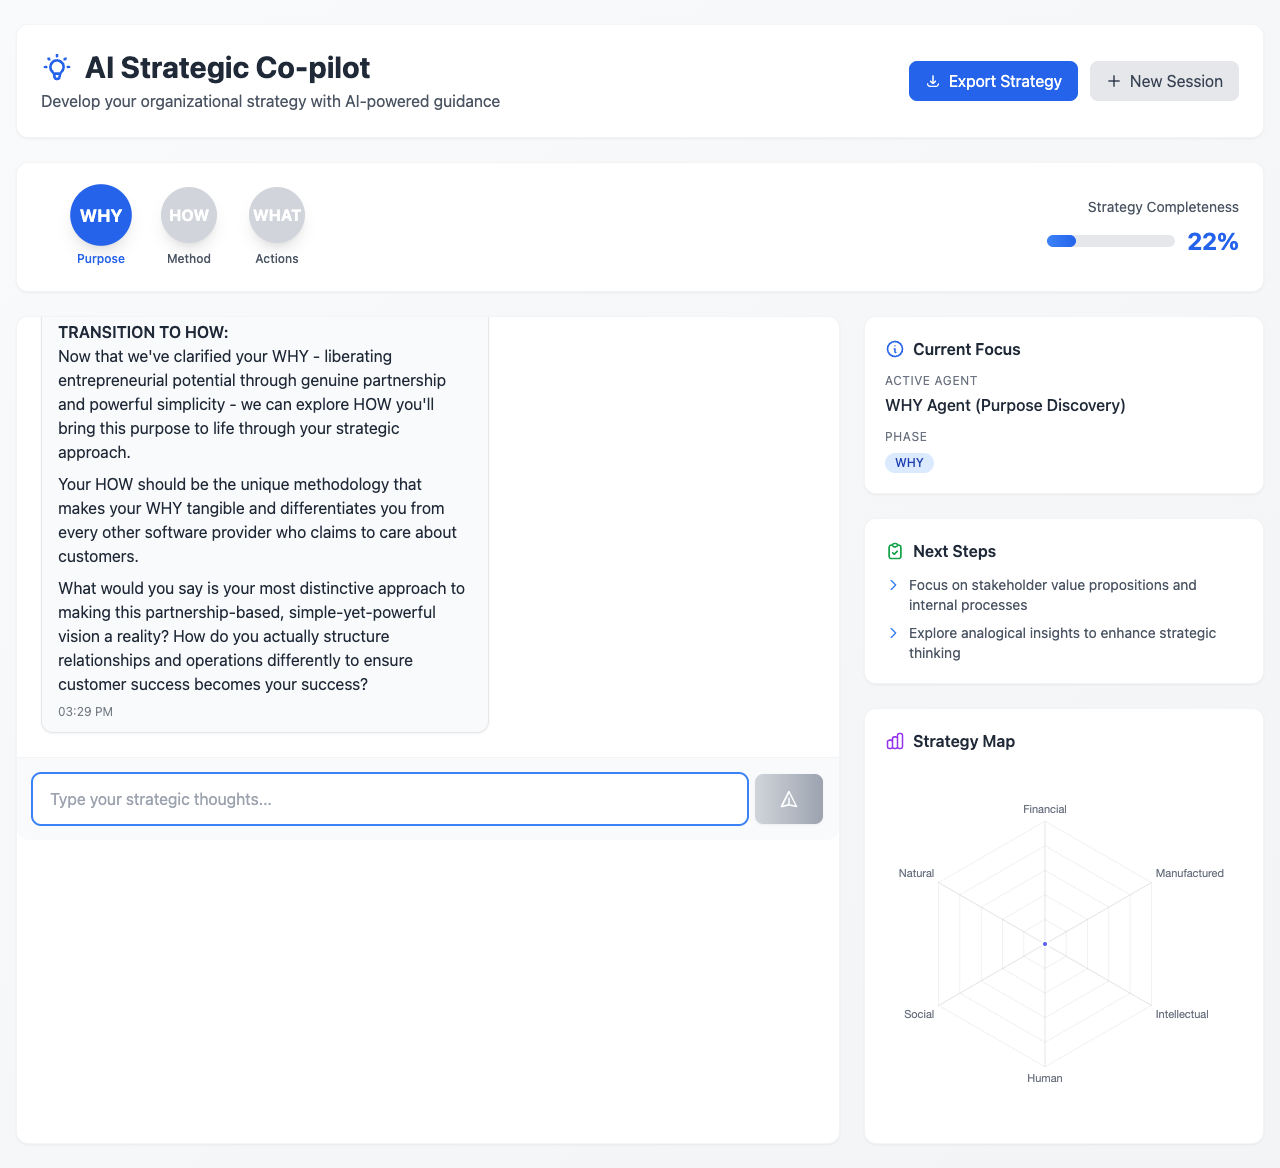 AI Strategic Co-pilot
Develop your organizational strategy with AI-powered guidance
Export Strategy
New Session
WHY
HOW
WHAT
Purpose
Method
Actions
Strategy Completeness
22%
TRANSITION TO HOW:
Now that we've clarified your WHY - liberating
entrepreneurial potential through genuine partnership
and powerful simplicity - we can explore HOW you'll
bring this purpose to life through your strategic
approach.
Your HOW should be the unique methodology that
makes your WHY tangible and differentiates you from
every other software provider who claims to care about
customers.
What would you say is your most distinctive approach to
making this partnership-based, simple-yet-powerful
vision a reality? How do you actually structure
relationships and operations differently to ensure
customer success becomes your success?
03:29 PM
Type your strategic thoughts...
Current Focus
ACTIVE AGENT
WHY Agent (Purpose Discovery)
PHASE
WHY
Next Steps
Focus on stakeholder value propositions and
internal processes
Explore analogical insights to enhance strategic
thinking
Strategy Map
Financial
Natural
Manufactured
Social
Intellectual
Human